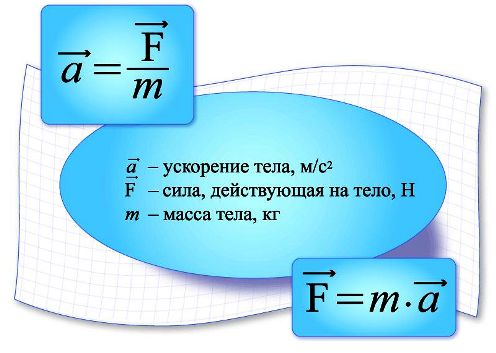 a⃗ = F⃗/m
a⃗ – ускорение тела, м/с²
F⃗ – сила, действующая на тело, Н
m – масса тела, кг
F⃗ = m · a⃗